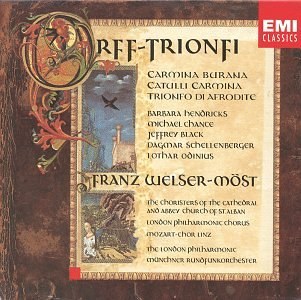 EMI
CLASSICS
ORFF-TRIONFI
CARMINA BURANA
CATULLI CARMINA
TRIONFO DI AFRODITE
BARBARA HENDRICKS
MICHAEL CHANCE
JEFFREY BLACK
DAGMAR SCHELLENBERGER
LOTHAR ODINIUS
FRANZ WELSER-MÖST
THE CHORISTERS OF THE CATHEDRAL
AND ABBEY CHURCH OF ST. ALBAN
LONDON PHILHARMONIC CHORUS
MOZART-CHOR LINZ
THE LONDON PHILHARMONIC
MÜNCHNER RUNDFUNKORCHESTER